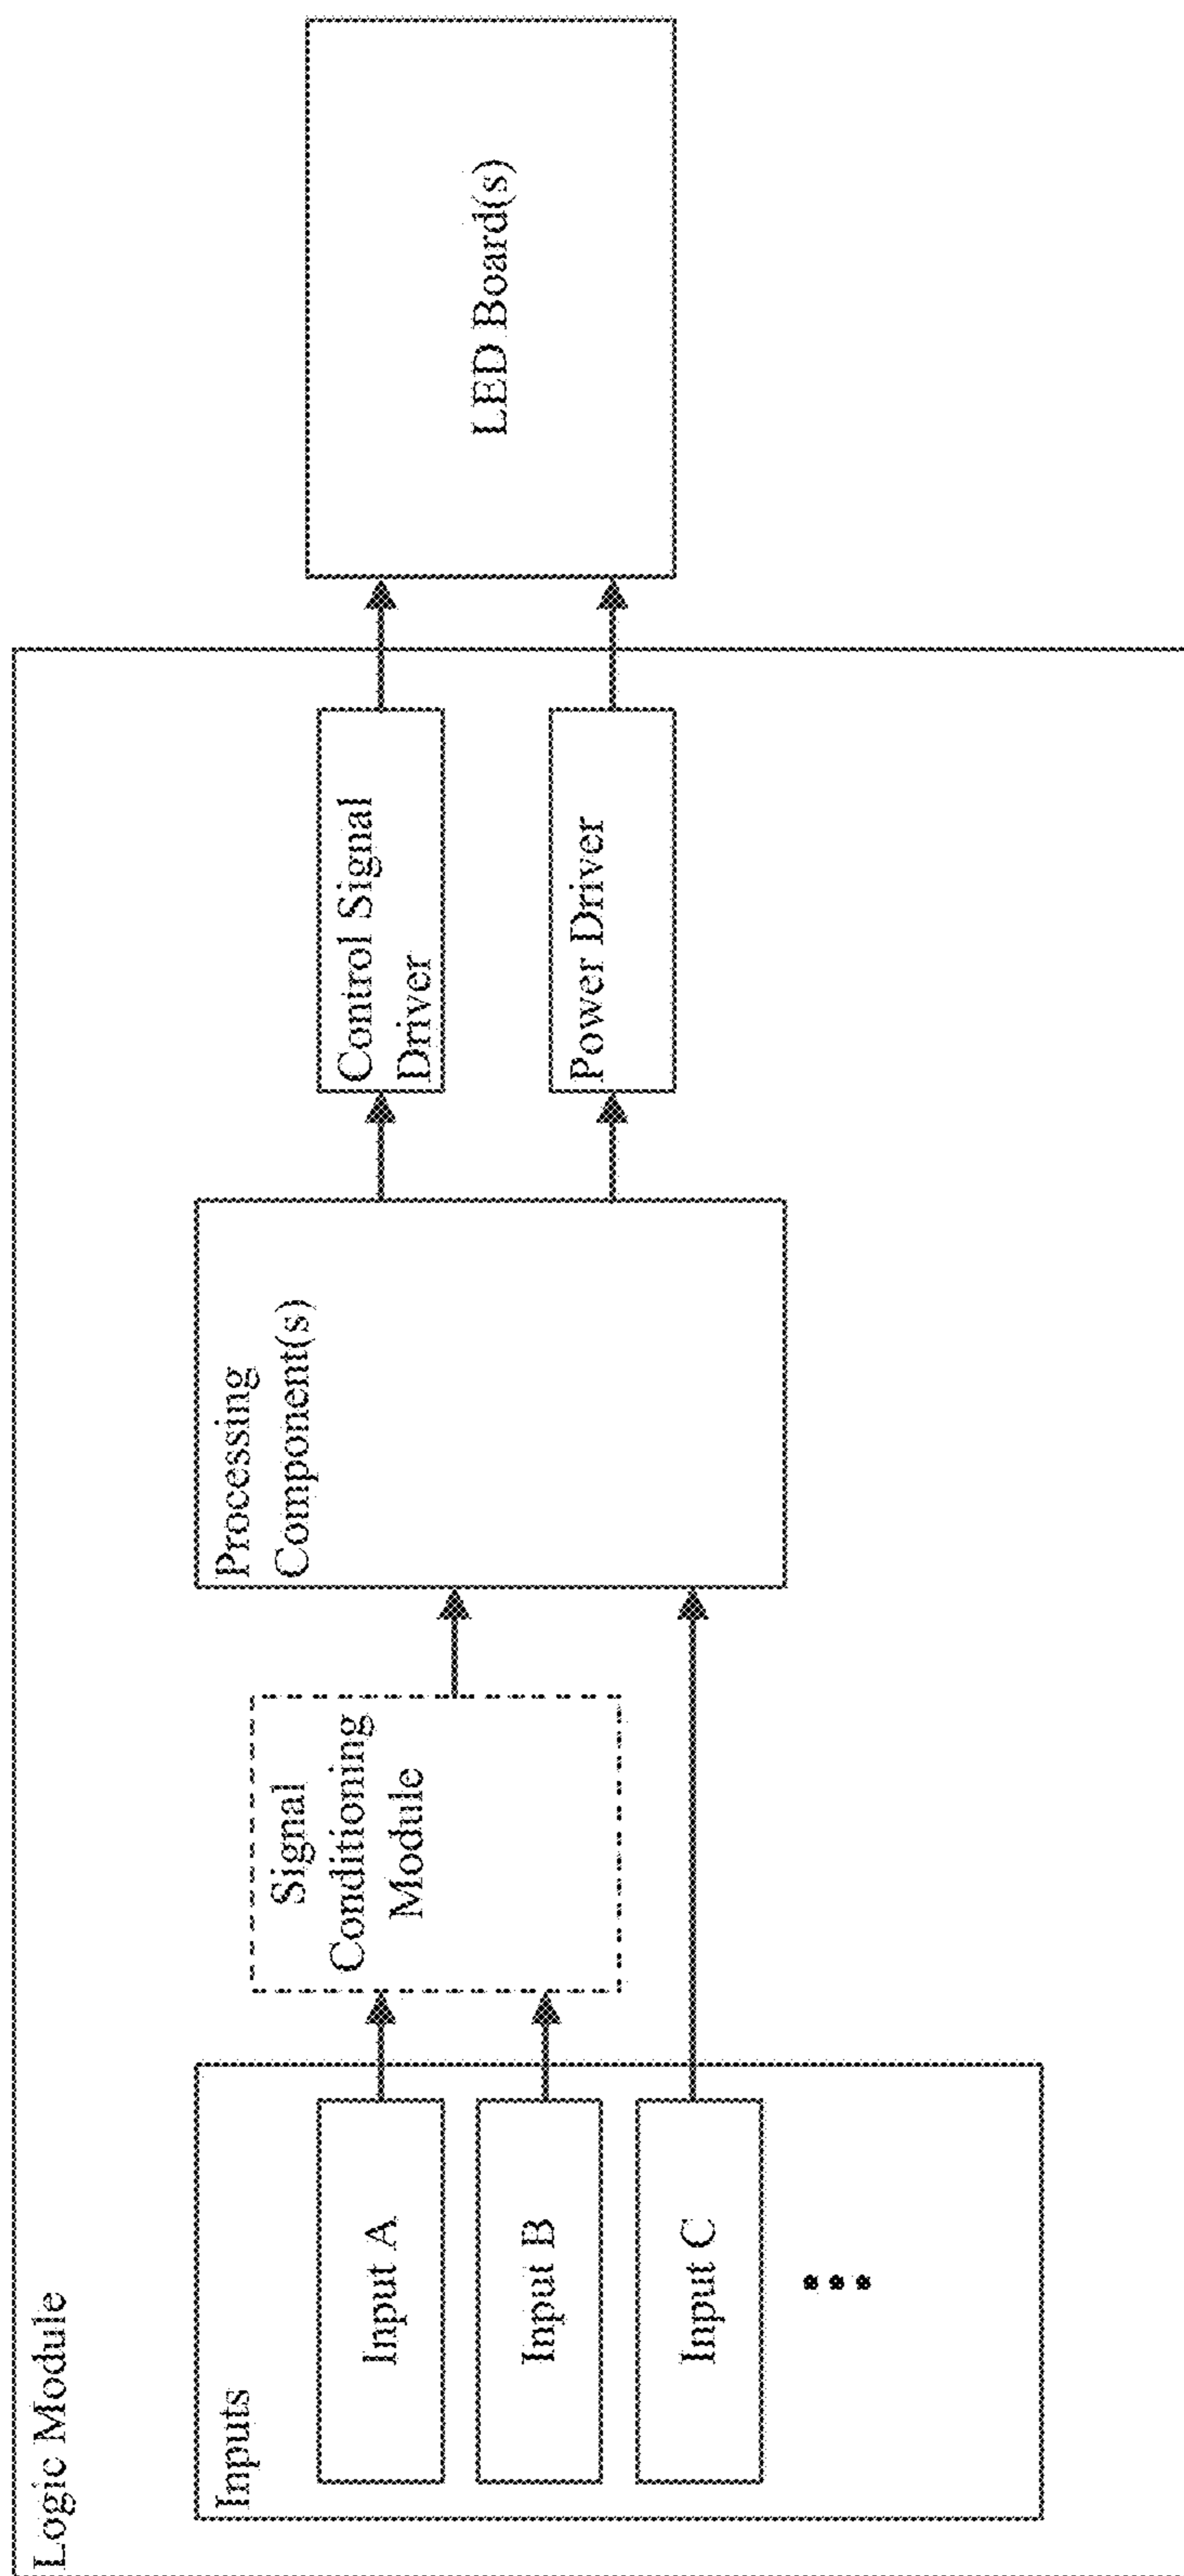 Logic Module
Inputs
Input A
Input B
Input C
Signal
Conditioning
Module
Processing
Component(s)
Control Signal
Driver
Power Driver
LED Board(s)